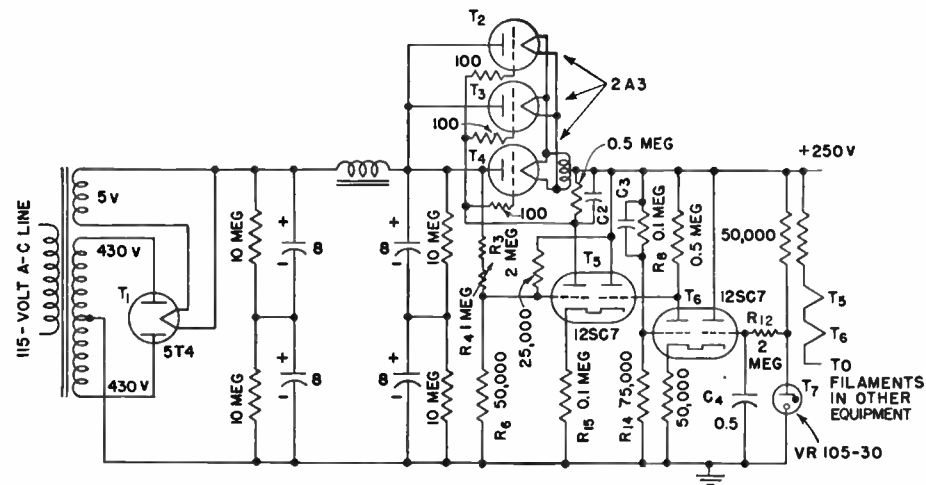 T2
100
T3
100
T4
100
2A3
0.5 MEG
+250V
115-VOLT A-C LINE
5V
430 V
T1
5T4
430 V
10 MEG
+
8
-
10 MEG
+
8
-
+
8
-
10 MEG
+
8
-
10 MEG
R3
2 MEG
R4 1 MEG
25,000
C2
C3
R8 0.1 MEG
0.5 MEG
50,000
T5
12SC7
T6
12SC7
R12
2 MEG
T5
T6
TO FILAMENTS
IN OTHER
EQUIPMENT
R6 50,000
R15 0.1 MEG
R14 75,000
50,000
C4
0.5
T7
VR 105-30